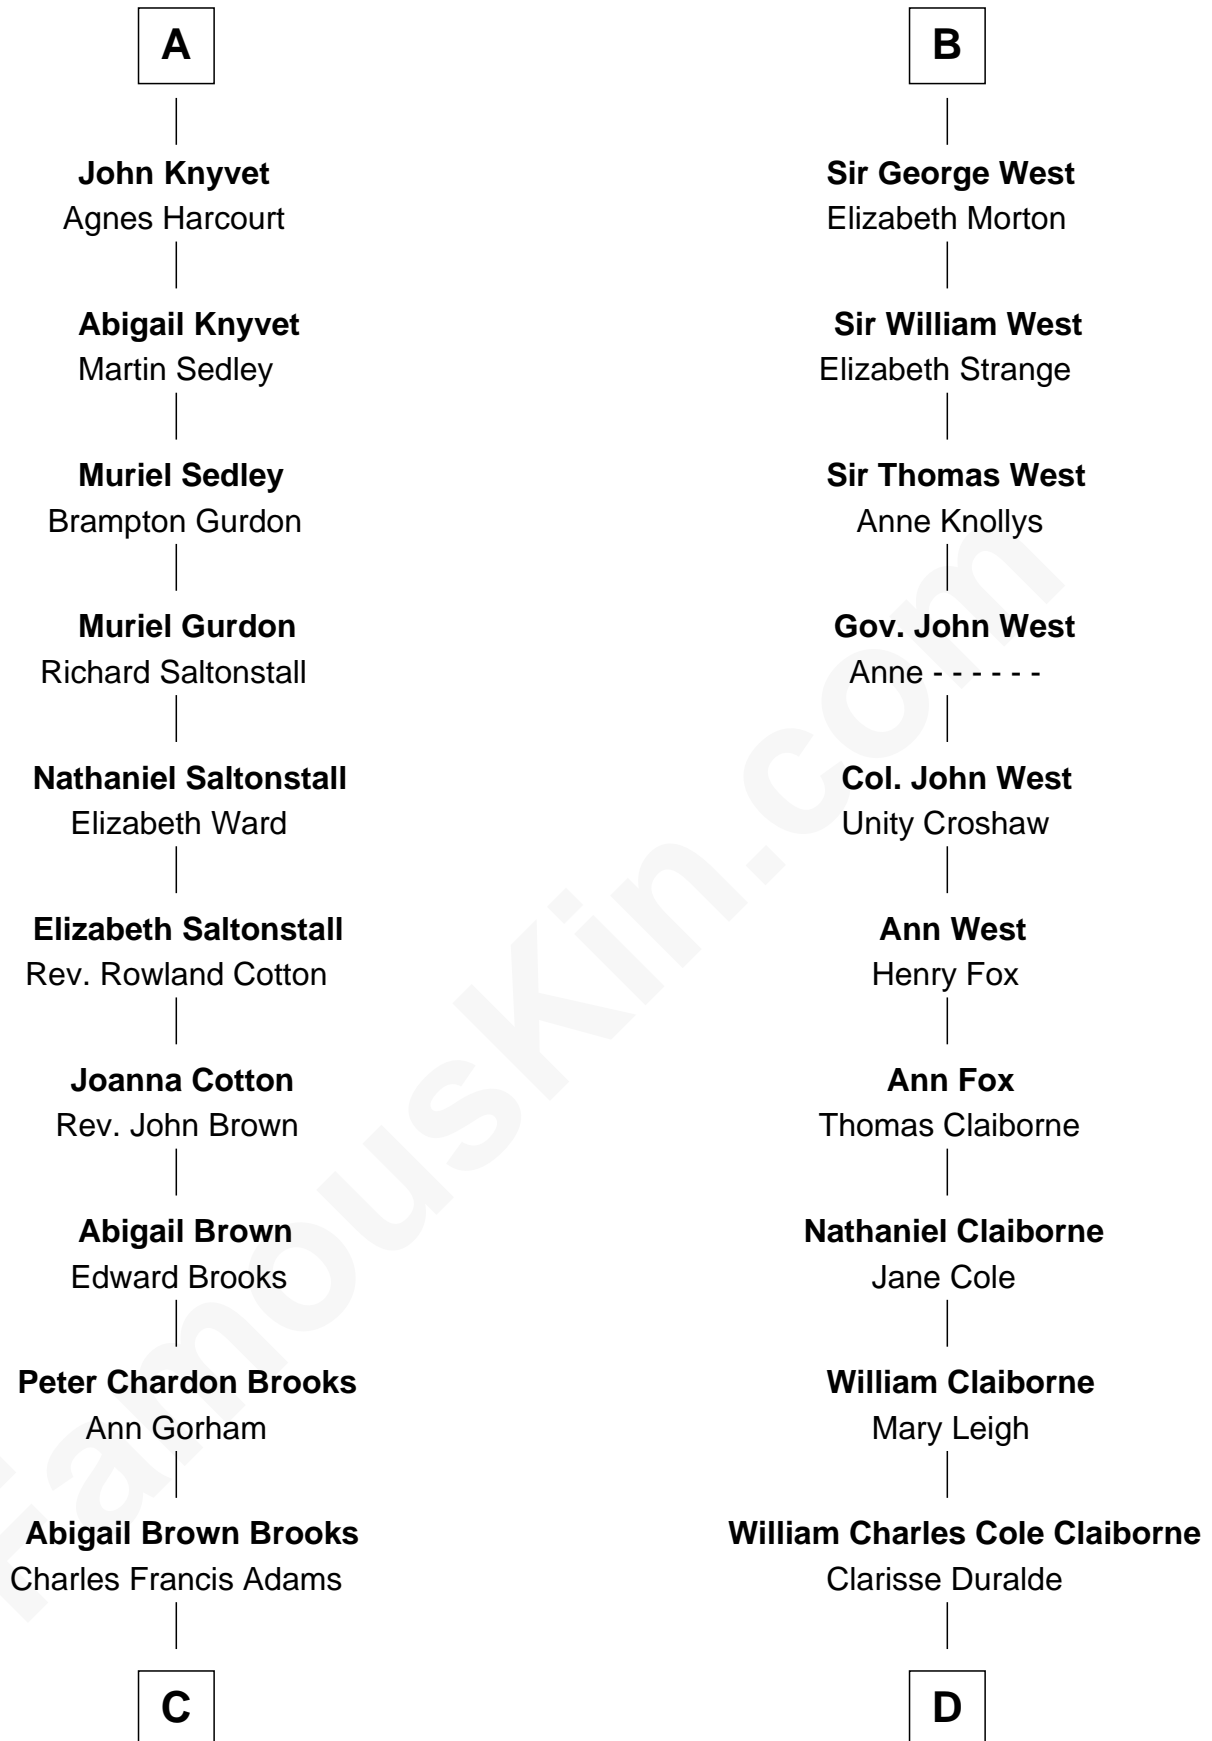 A
John Knyvet
Agnes Harcourt
Abigail Knyvet
Martin Sedley
Muriel Sedley
Brampton Gurdon
Muriel Gurdon
Richard Saltonstall
Nathaniel Saltonstall
Elizabeth Ward
Elizabeth Saltonstall
Rev. Rowland Cotton
Joanna Cotton
Rev. John Brown
Abigail Brown
Edward Brooks
Peter Chardon Brooks
Ann Gorham
Abigail Brown Brooks
Charles Francis Adams
C
B
Sir George West
Elizabeth Morton
Sir William West
Elizabeth Strange
Sir Thomas West
Anne Knollys
Gov. John West
Anne - - - - - -
Col. John West
Unity Croshaw
Ann West
Henry Fox
Ann Fox
Thomas Claiborne
Nathaniel Claiborne
Jane Cole
William Claiborne
Mary Leigh
William Charles Cole Claiborne
Clarisse Duralde
D
FamousKin.com